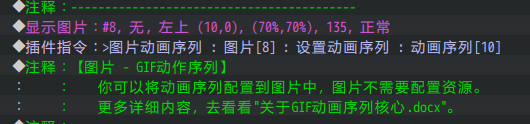 ◆注释：-----------------------------------------
◆显示图片：#8, 无, 左上 (10,0), (70%,70%), 135, 正常
◆插件指令：>图片动画序列 : 图片[8] : 设置动画序列 : 动画序列[10]
◆注释：【图片 - GIF动作序列】
：　　：　你可以将动画序列配置到图片中，图片不需要配置资源。
：　　：　更多详细内容，去看看"关于GIF动画序列核心.docx"。